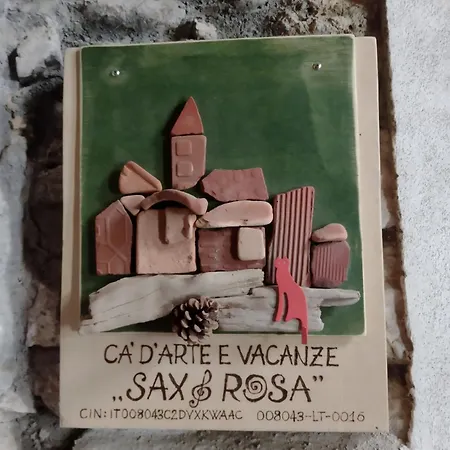 CA' D'ARTE E VACANZE
„SAX & ROSA"
CIN: IT008043C2DYXKWAAC 008043-LT-0016